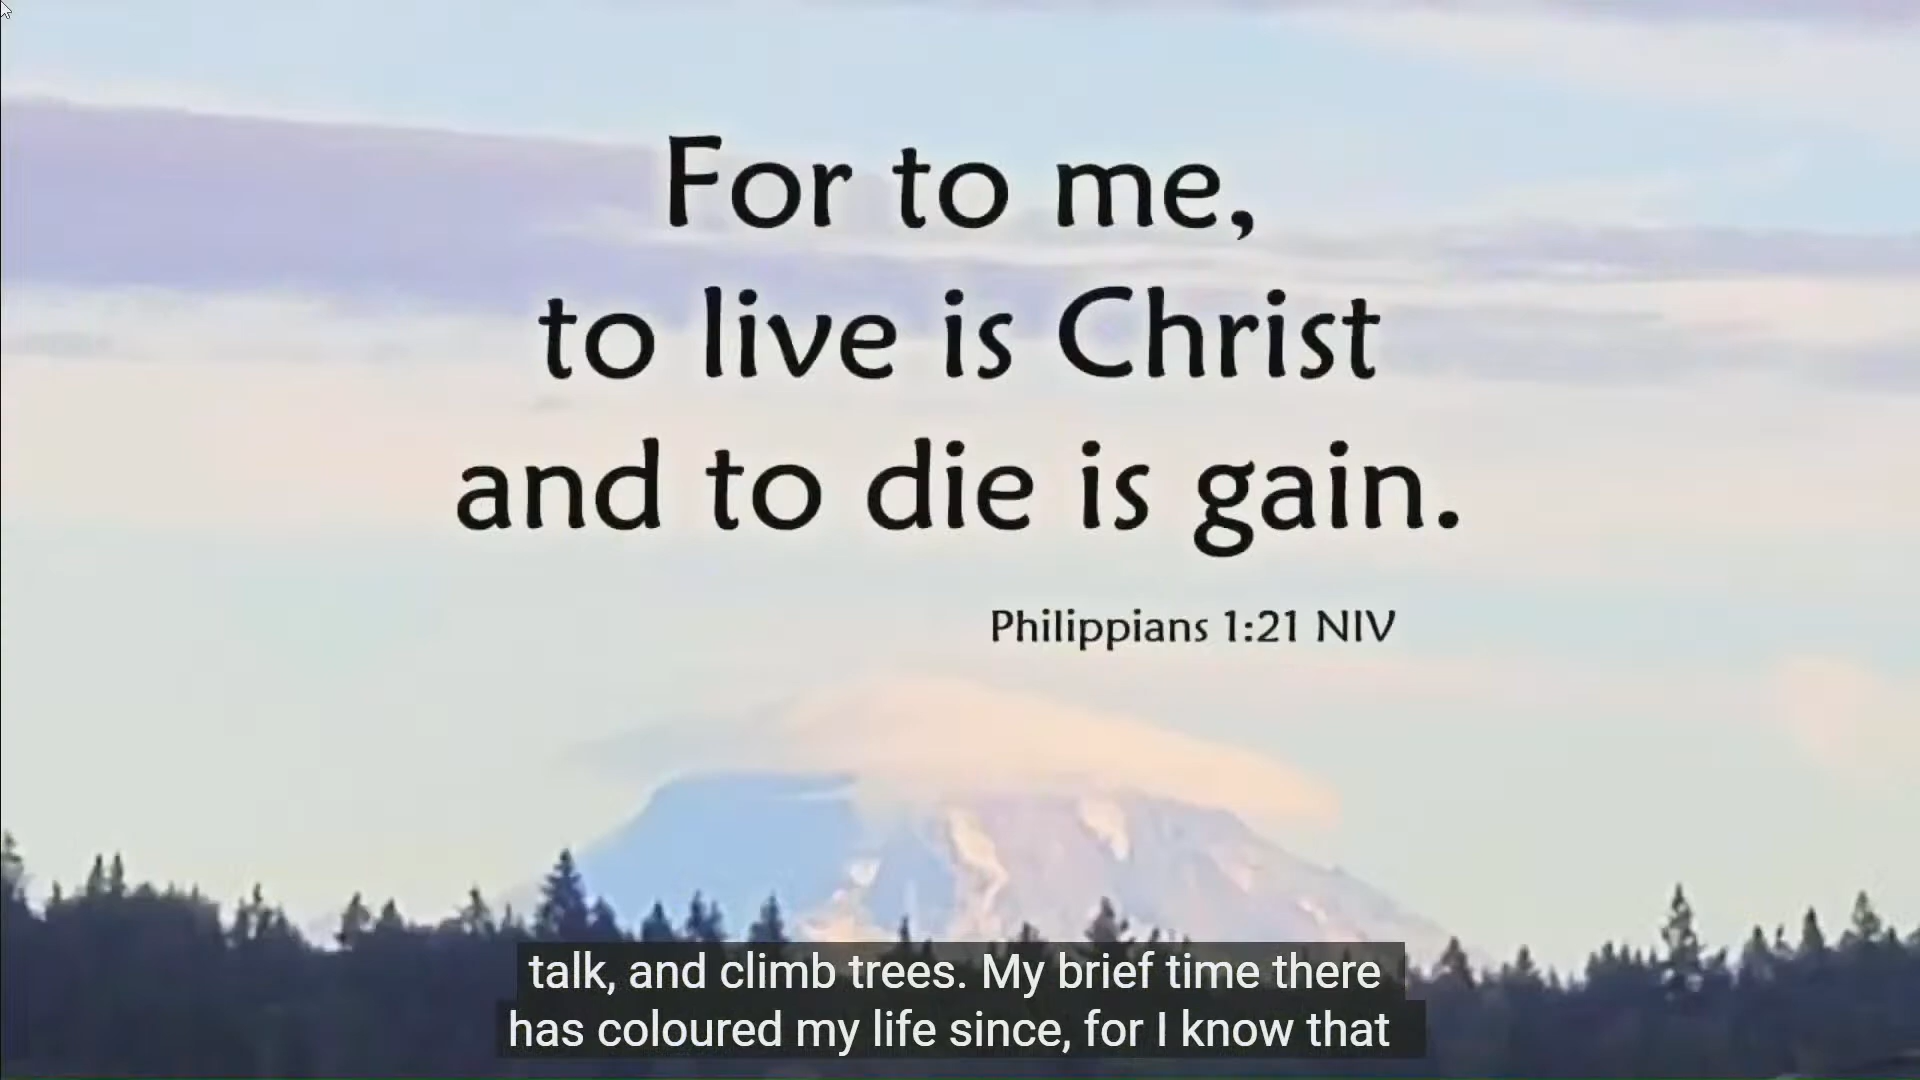 For to me,
to live is Christ
and to die is gain.
Philippians 1:21 NIV
talk, and climb trees. My brief time there
has coloured my life since, for I know that